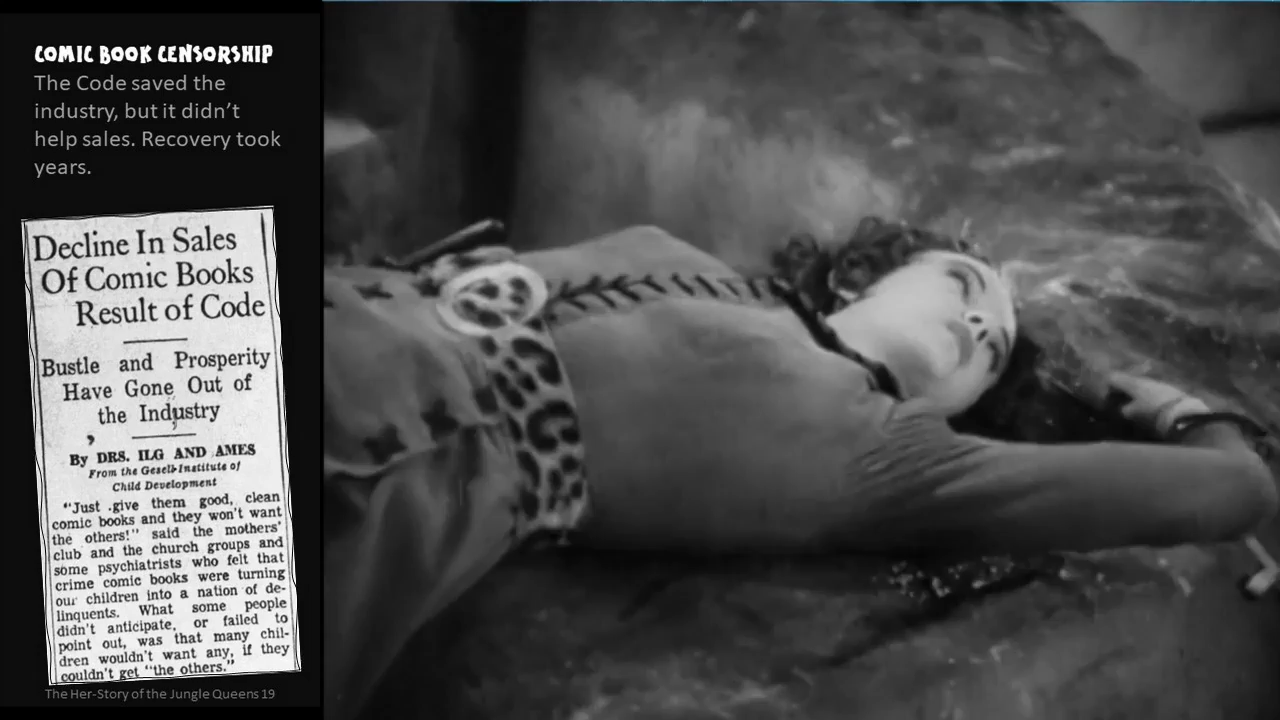 COMIC BOOK CENSORSHIP
The Code saved the
industry, but it didn't
help sales. Recovery took
years.
Decline In Sales
Of Comic Books
Result of Code
Bustle and Prosperity
Have Gone Out of
the Industry
By DRS. ILG AND AMES
From the Gesell Institute of
Child Development
"Just .give them good, clean
comic books and they won't want
the others!" said the mothers'
club and the church groups and
some psychiatrists who felt that
crime comic books were turning
our children into a nation of de-
linquents. What some people
didn't anticipate, or failed to
point out, was that many chil-
dren wouldn't want any, if they
couldn't get "the others."
The Her-Story of the Jungle Queens 19